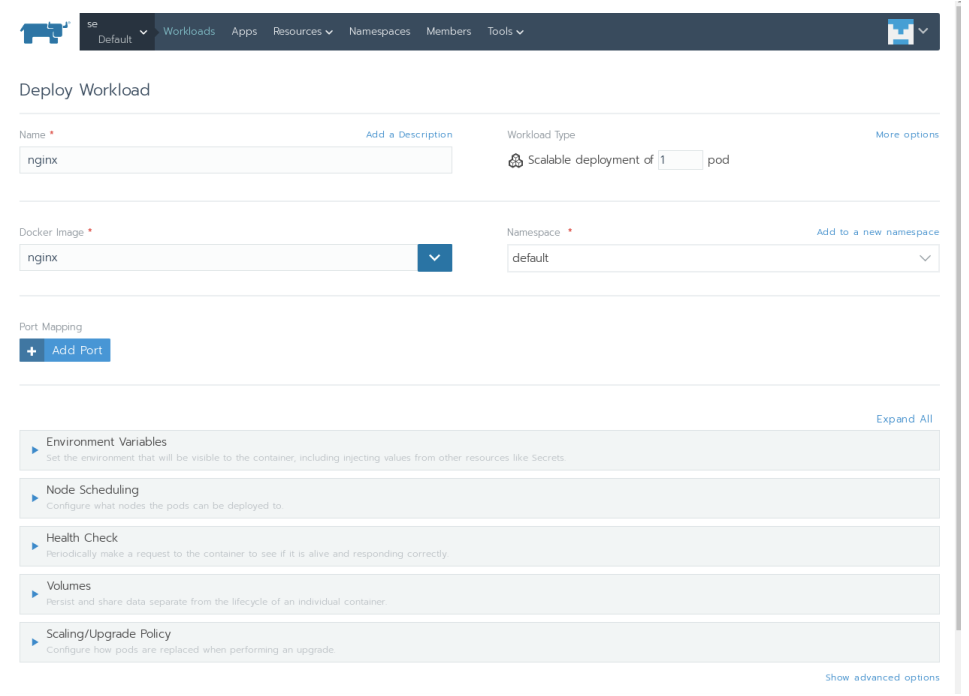 se
Default
Workloads Apps Resources Namespaces Members Tools
Deploy Workload
Name *
Add a Description
nginx
Workload Type
More options
Scalable deployment of 1 pod
Docker Image *
nginx
Namespace *
Add to a new namespace
default
Port Mapping
+ Add Port
Expand All
Environment Variables
Set the environment that will be visible to the container, including injecting values from other resources like Secrets.
Node Scheduling
Configure what nodes the pods can be deployed to.
Health Check
Periodically make a request to the container to see if it is alive and responding correctly.
Volumes
Persist and share data separate from the lifecycle of an individual container.
Scaling/Upgrade Policy
Configure how pods are replaced when performing an upgrade.
Show advanced options